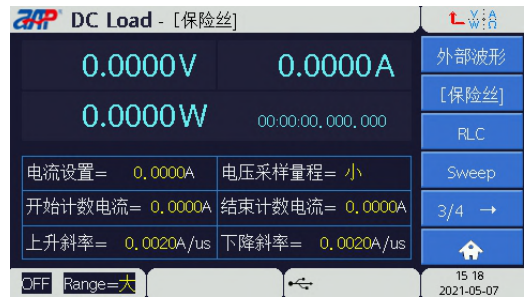 ZAP DC Load - [保险丝]
V A
W Ω
0.0000V 0.0000A
外部波形
0.0000W 00:00:00.000.000
[保险丝]
RLC
电流设置= 0.0000A 电压采样量程= 小
Sweep
开始计数电流= 0.0000A 结束计数电流= 0.0000A
3/4 →
上升斜率= 0.0020A/us 下降斜率= 0.0020A/us
OFF Range=大
15 18
2021-05-07